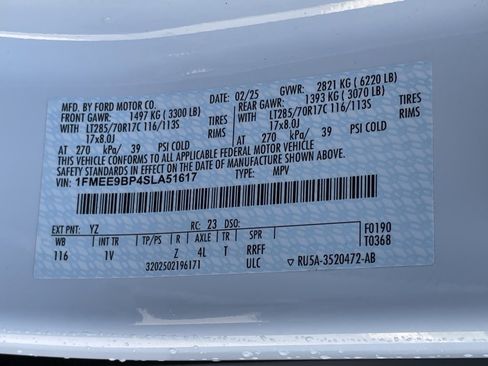 MFD. BY FORD MOTOR CO. 02/25 GVWR: 2821 KG (6220 LB)
FRONT GAWR: 1497 KG (3300 LB) REAR GAWR: 1393 KG (3070 LB)
WITH LT285/70R17C 116/113S TIRES WITH LT285/70R17C 116/113S TIRES
17x8.0J RIMS 17x8.0J RIMS
AT 270 kPa/ 39 PSI COLD AT 270 kPa/ 39 PSI COLD
THIS VEHICLE CONFORMS TO ALL APPLICABLE FEDERAL MOTOR VEHICLE
SAFETY STANDARDS IN EFFECT ON THE DATE OF MANUFACTURE SHOWN ABOVE.
VIN: 1FMEE9BP4SLA51617 TYPE: MPV
EXT PNT: YZ RC: 23 DSO: F0190
WB INT TR TP/PS R AXLE TR SPR T0368
116 1V Z 4L T RRFF
3202502196171 ULC ▽ RU5A-3520472-AB